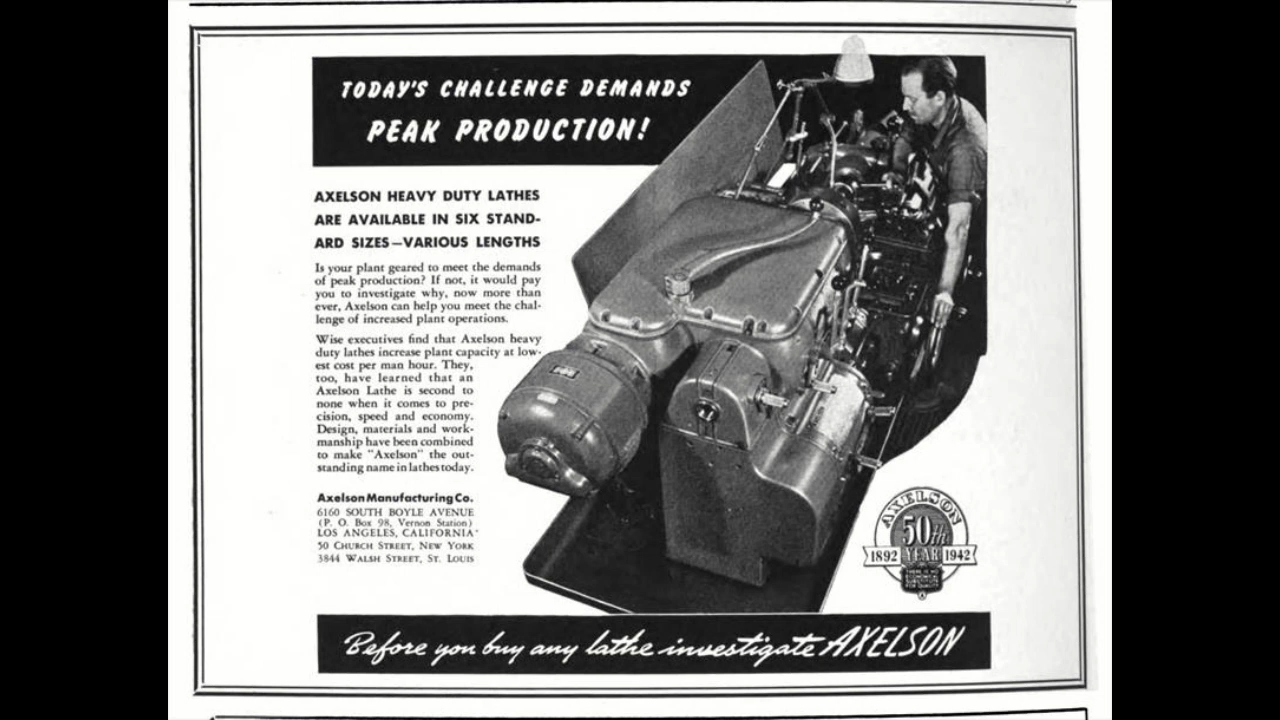 TODAY'S CHALLENGE DEMANDS
PEAK PRODUCTION!
AXELSON HEAVY DUTY LATHES
ARE AVAILABLE IN SIX STAND-
ARD SIZES—VARIOUS LENGTHS
Is your plant geared to meet the demands
of peak production? If not, it would pay
you to investigate why, now more than
ever, Axelson can help you meet the chal-
lenge of increased plant operations.
Wise executives find that Axelson heavy
duty lathes increase plant capacity at low-
est cost per man hour. They,
too, have learned that an
Axelson Lathe is second to
none when it comes to pre-
cision, speed and economy.
Design, materials and work-
manship have been combined
to make "Axelson" the out-
standing name in lathes today.
Axelson Manufacturing Co.
6160 SOUTH BOYLE AVENUE
(P. O. Box 98, Vernon Station)
LOS ANGELES, CALIFORNIA
50 CHURCH STREET, NEW YORK
3844 WALSH STREET, ST. LOUIS
AXELSON
50th
1892 YEAR 1942
THERE IS NO
ECONOMICAL
SUBSTITUTE
FOR QUALITY
Before you buy any lathe investigate AXELSON